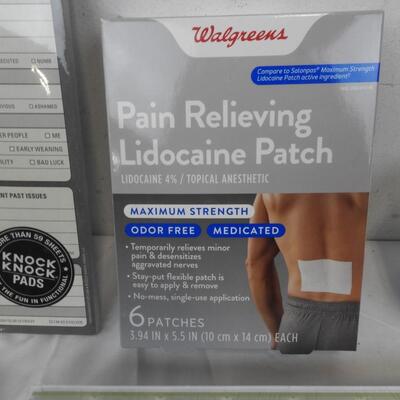 Walgreens
Compare to Salonpas® Maximum Strength
Lidocaine Patch active ingredient†
Pain Relieving
Lidocaine Patch
LIDOCAINE 4% / TOPICAL ANESTHETIC
MAXIMUM STRENGTH
ODOR FREE
MEDICATED
• Temporarily relieves minor
pain & desensitizes
aggravated nerves
• Stay-put flexible patch is
easy to apply & remove
• No-mess, single-use application
6 PATCHES
3.94 IN x 5.5 IN (10 cm x 14 cm) EACH
NUMB
ASHAMED
ER PEOPLE
ME
EARLY WEANING
BAD LUCK
NT PAST ISSUES
MORE THAN 50 SHEETS
KNOCK
KNOCK
PADS
THE FUN IN FUNCTIONAL